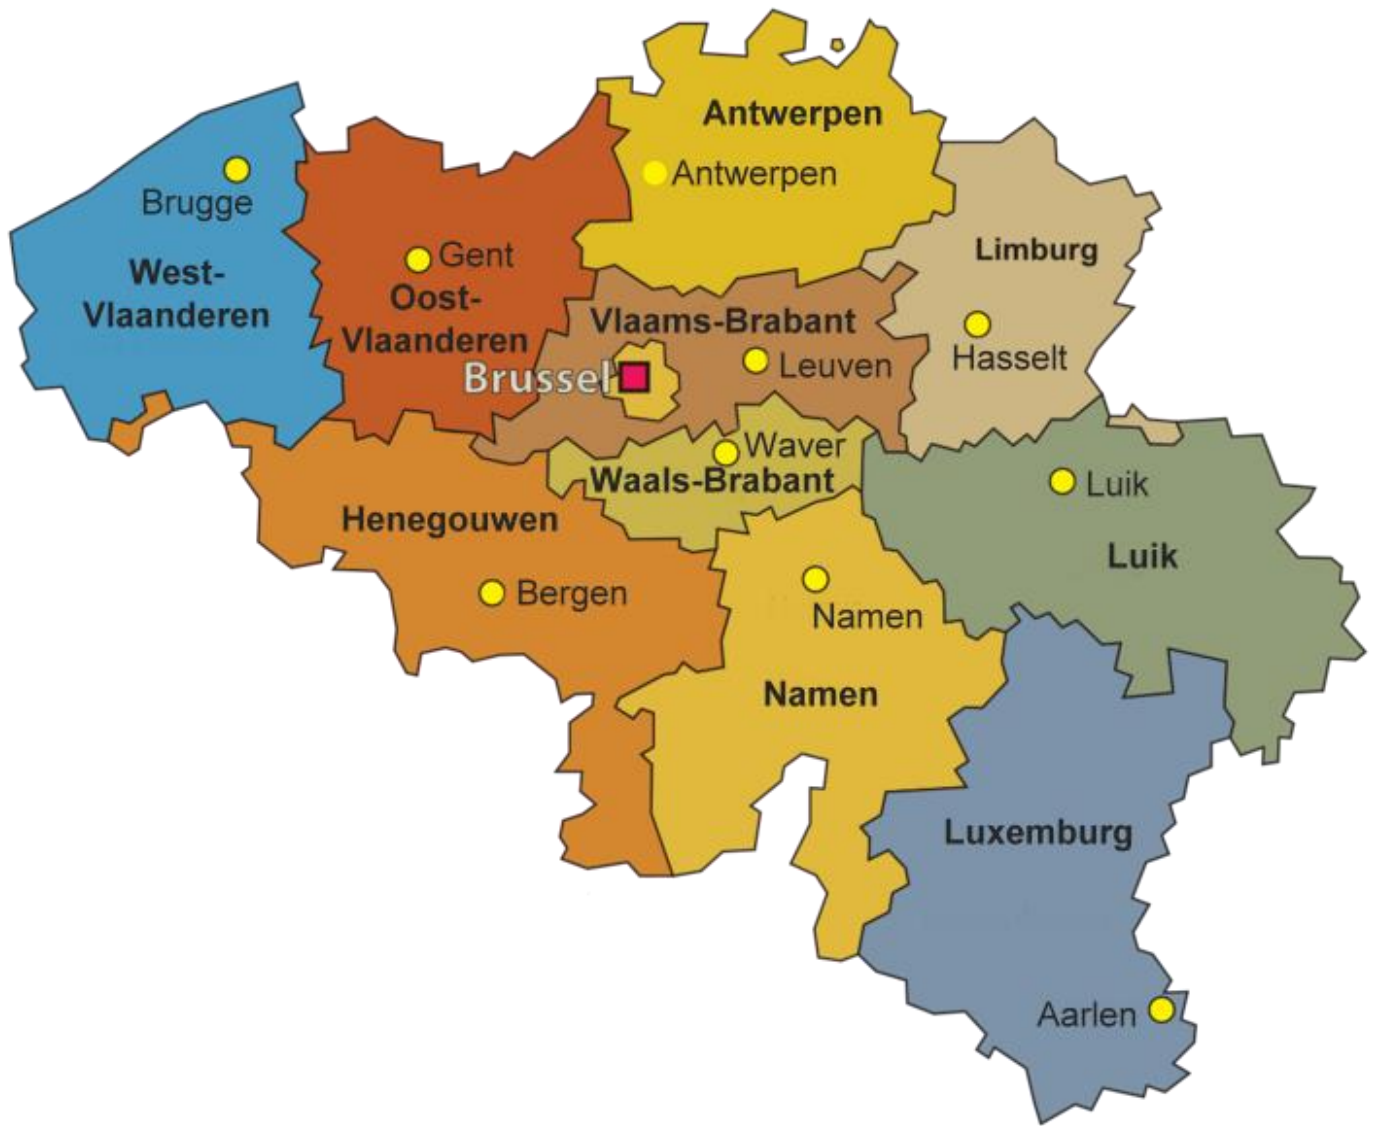 Antwerpen
Antwerpen
Brugge
West-
Vlaanderen
Gent
Oost-
Vlaanderen
Limburg
Hasselt
Vlaams-Brabant
Leuven
Brussel
Waver
Waals-Brabant
Henegouwen
Bergen
Luik
Luik
Namen
Namen
Luxemburg
Aarlen